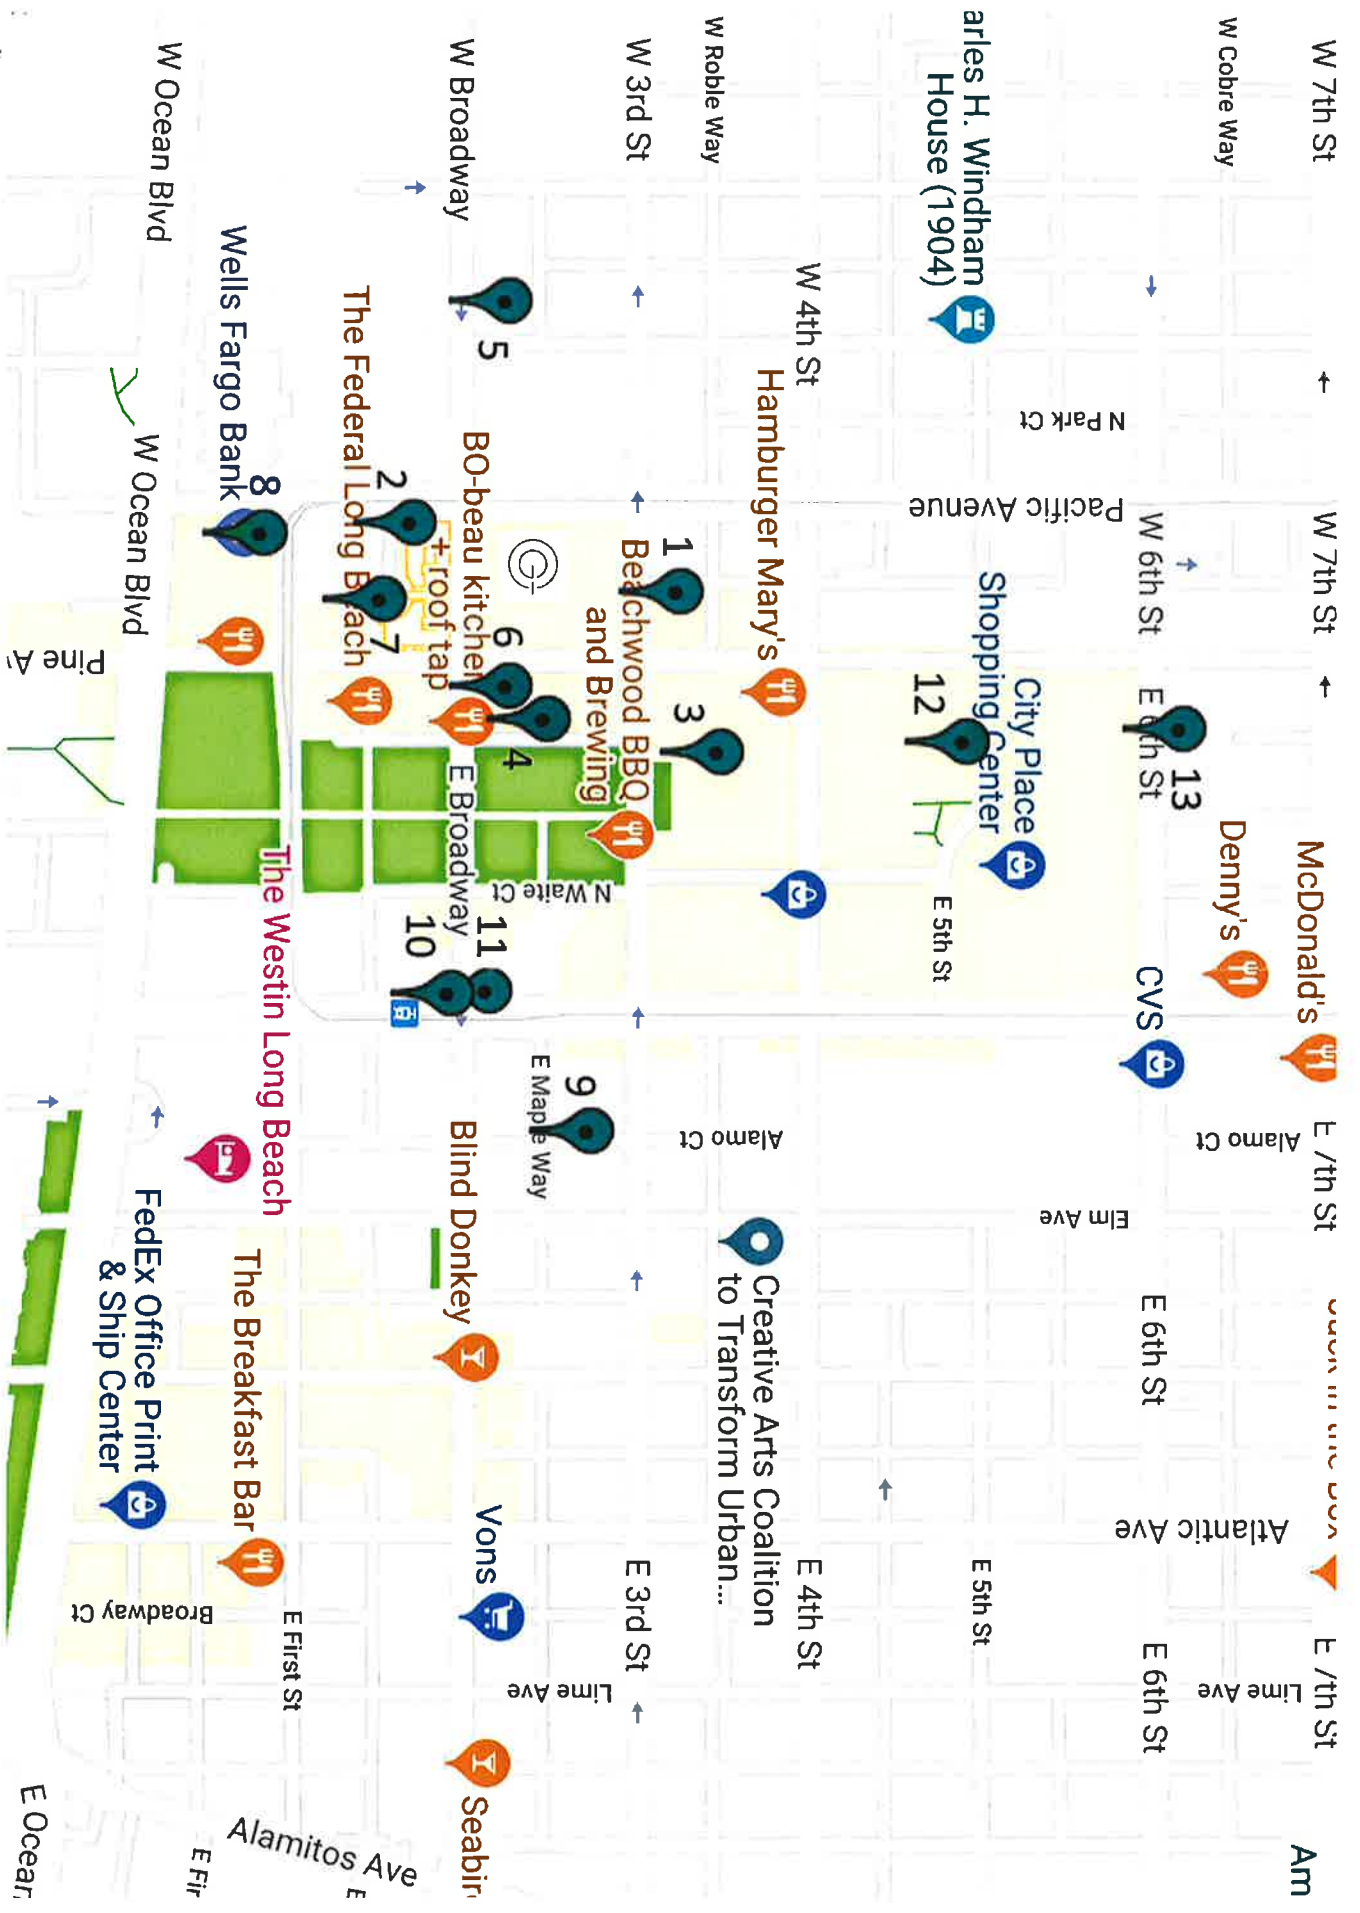 W 7th St
W 7th St
E 7th St
E 7th St
Am
McDonald's
Denny's
W Cobre Way
W 6th St
E 6th St
13
CVS
E 6th St
E 6th St
Alamo Ct
Elm Ave
Atlantic Ave
Lime Ave
N Park Ct
Pacific Avenue
City Place
Shopping Center
arles H. Windham
House (1904)
12
E 5th St
E 5th St
W 4th St
E 4th St
Hamburger Mary's
Creative Arts Coalition
to Transform Urban...
Alamo Ct
W Roble Way
3
1
W 3rd St
E 3rd St
Beachwood BBQ
and Brewing
N Waite Ct
9
E Maple Way
Lime Ave
5
6
4
11
W Broadway
E Broadway
BO-beau kitchen
+ roof tap
Blind Donkey
Vons
Seabir
10
2
7
The Federal Long Beach
8
Wells Fargo Bank
The Westin Long Beach
The Breakfast Bar
E First St
Alamitos Ave
E
E Fir
Broadway Ct
FedEx Office Print
& Ship Center
W Ocean Blvd
W Ocean Blvd
Pine Av
E Ocean